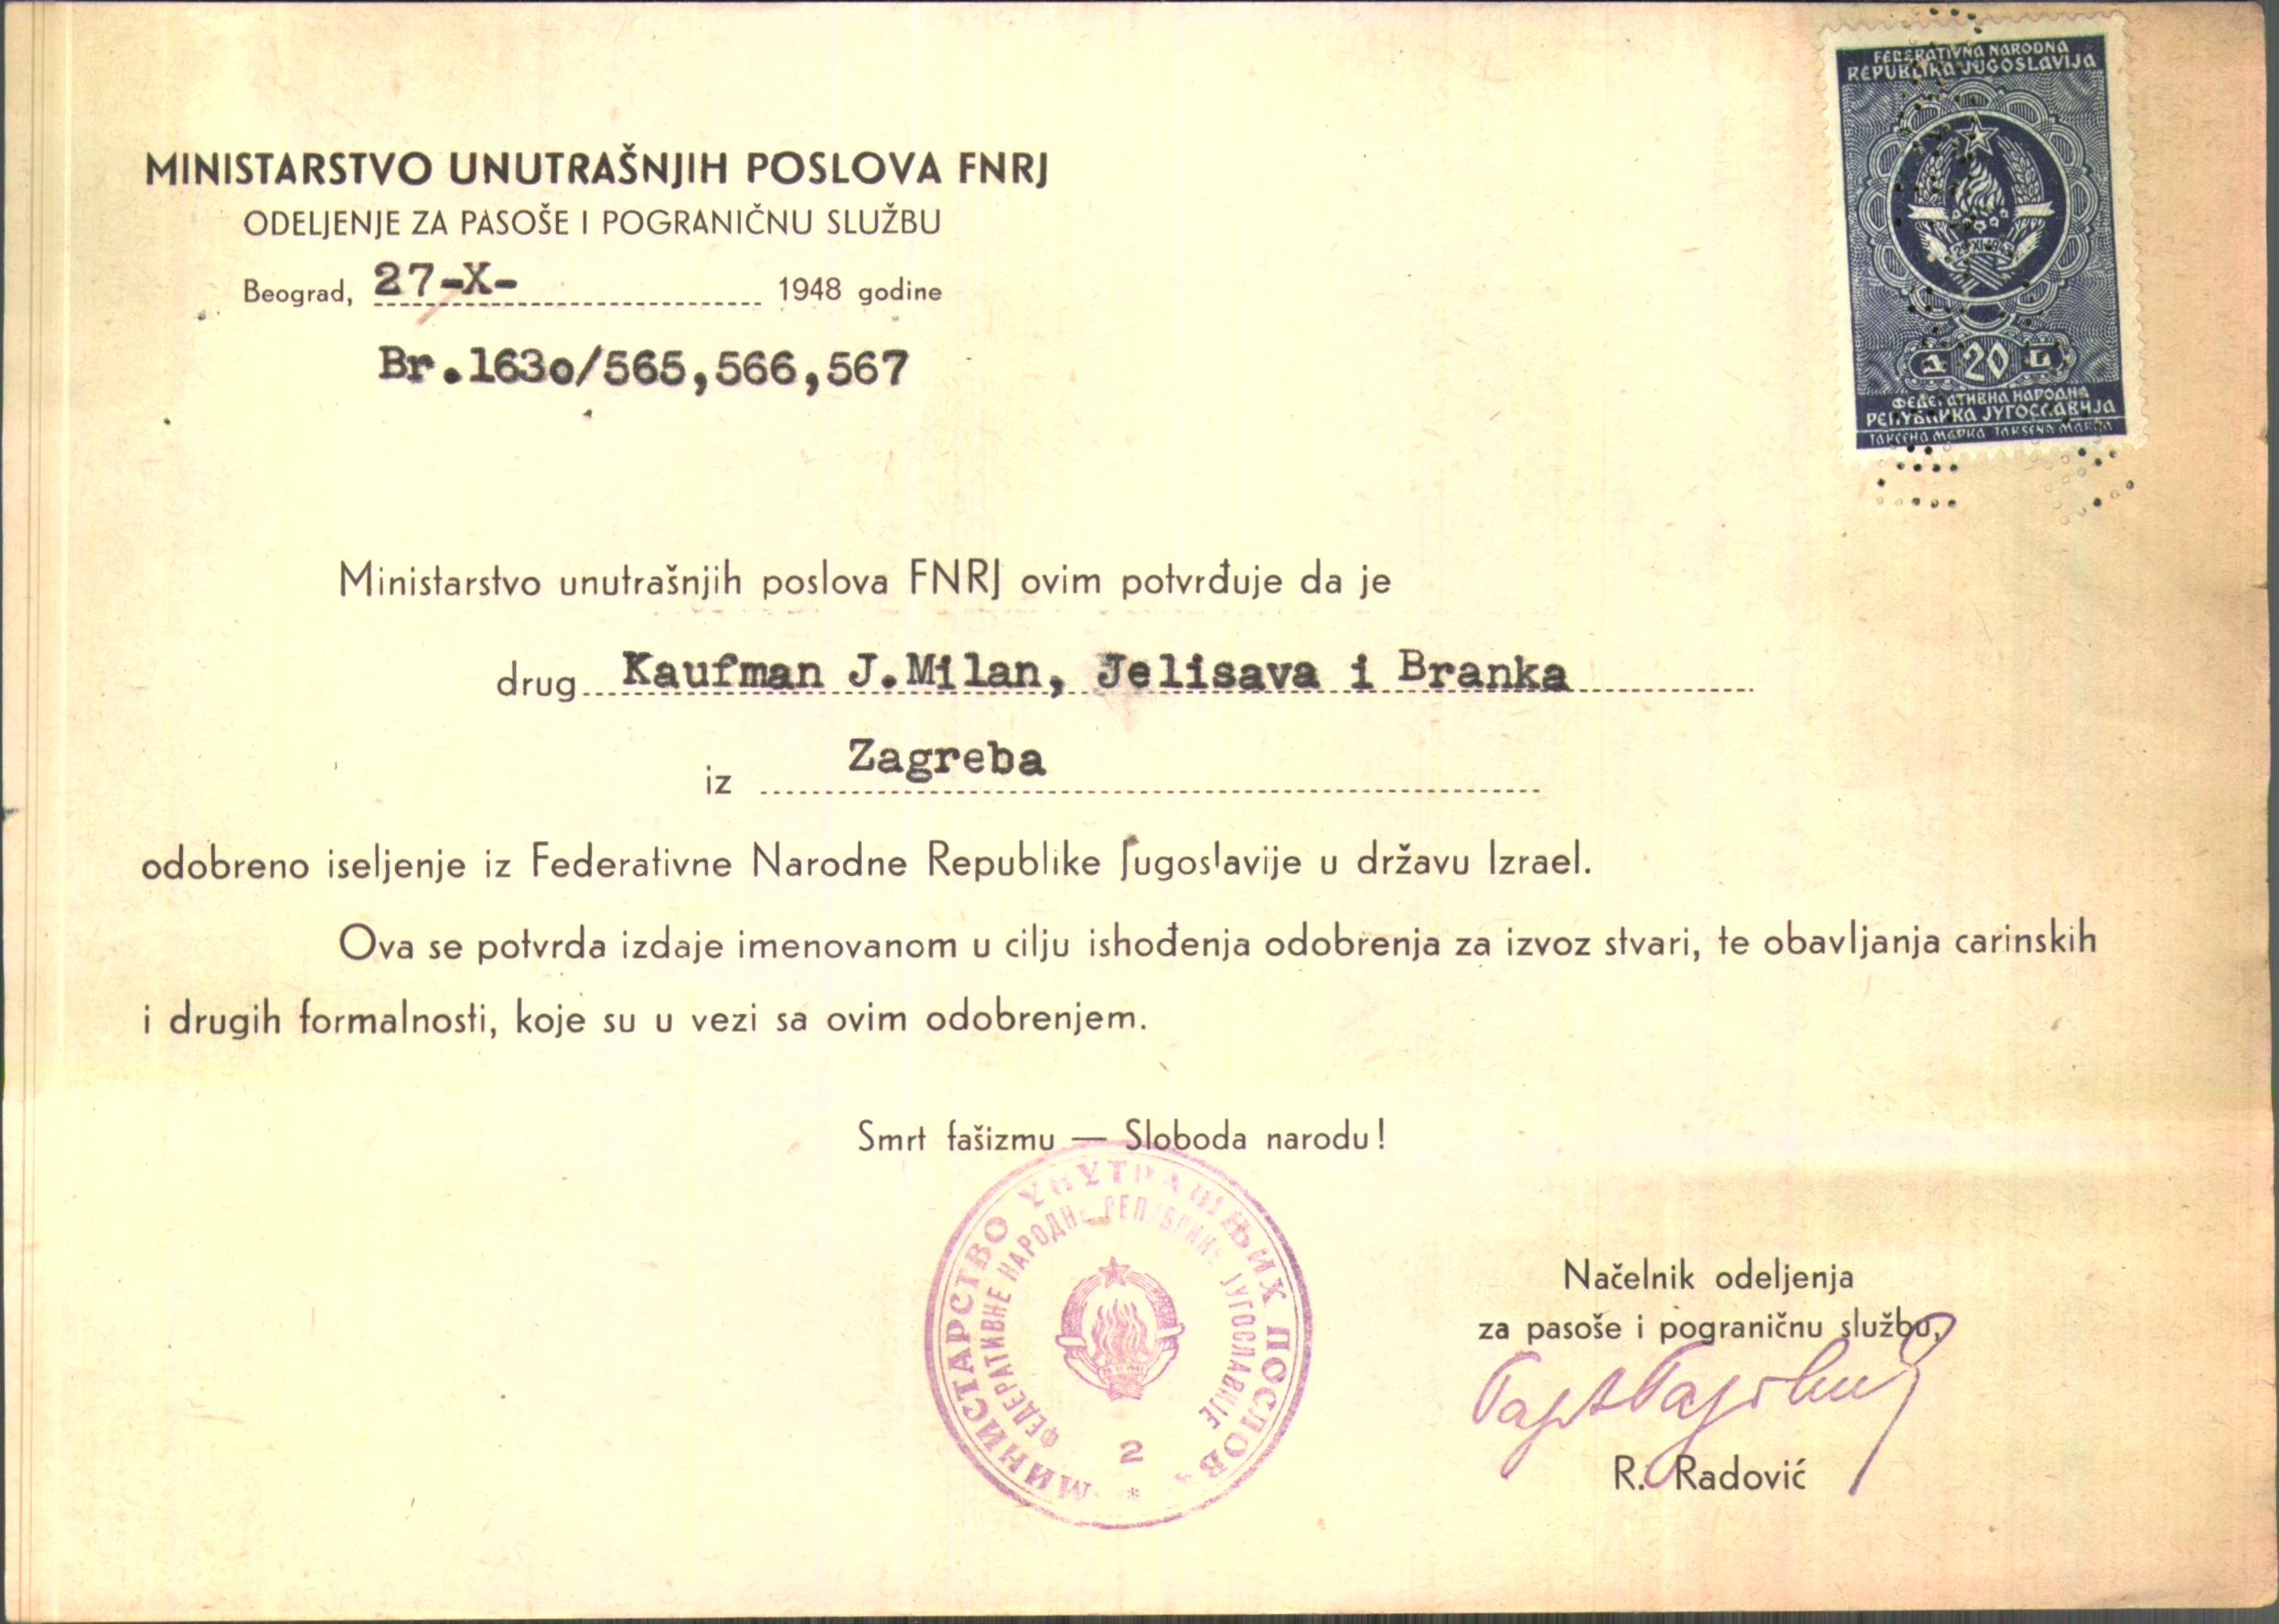 FEDERATIVNA NARODNA
REPUBLIKA JUGOSLAVIJA
20
ФЕДЕРАТИВНА НАРОДНА
РЕПУБЛИКА ЈУГОСЛАВИЈА
ТАКСЕНА МАРКА TAKSENA MARKA
MINISTARSTVO UNUTRAŠNJIH POSLOVA FNRJ
ODELJENJE ZA PASOŠE I POGRANIČNU SLUŽBU
Beograd, 27-X- 1948 godine
Br.163o/565,566,567
Ministarstvo unutrašnjih poslova FNRJ ovim potvrđuje da je
drug Kaufman J.Milan, Jelisava i Branka
iz Zagreba
odobreno iseljenje iz Federativne Narodne Republike Jugoslavije u državu Izrael.
Ova se potvrda izdaje imenovanom u cilju ishođenja odobrenja za izvoz stvari, te obavljanja carinskih
i drugih formalnosti, koje su u vezi sa ovim odobrenjem.
Smrt fašizmu — Sloboda narodu!
МИНИСТАРСТВО УНУТРАШЊИХ ПОСЛОВА
ФЕДЕРАТИВНЕ НАРОДНЕ РЕПУБЛИКЕ ЈУГОСЛАВИЈЕ
2
*
Načelnik odeljenja
za pasoše i pograničnu službu,
R. Radović